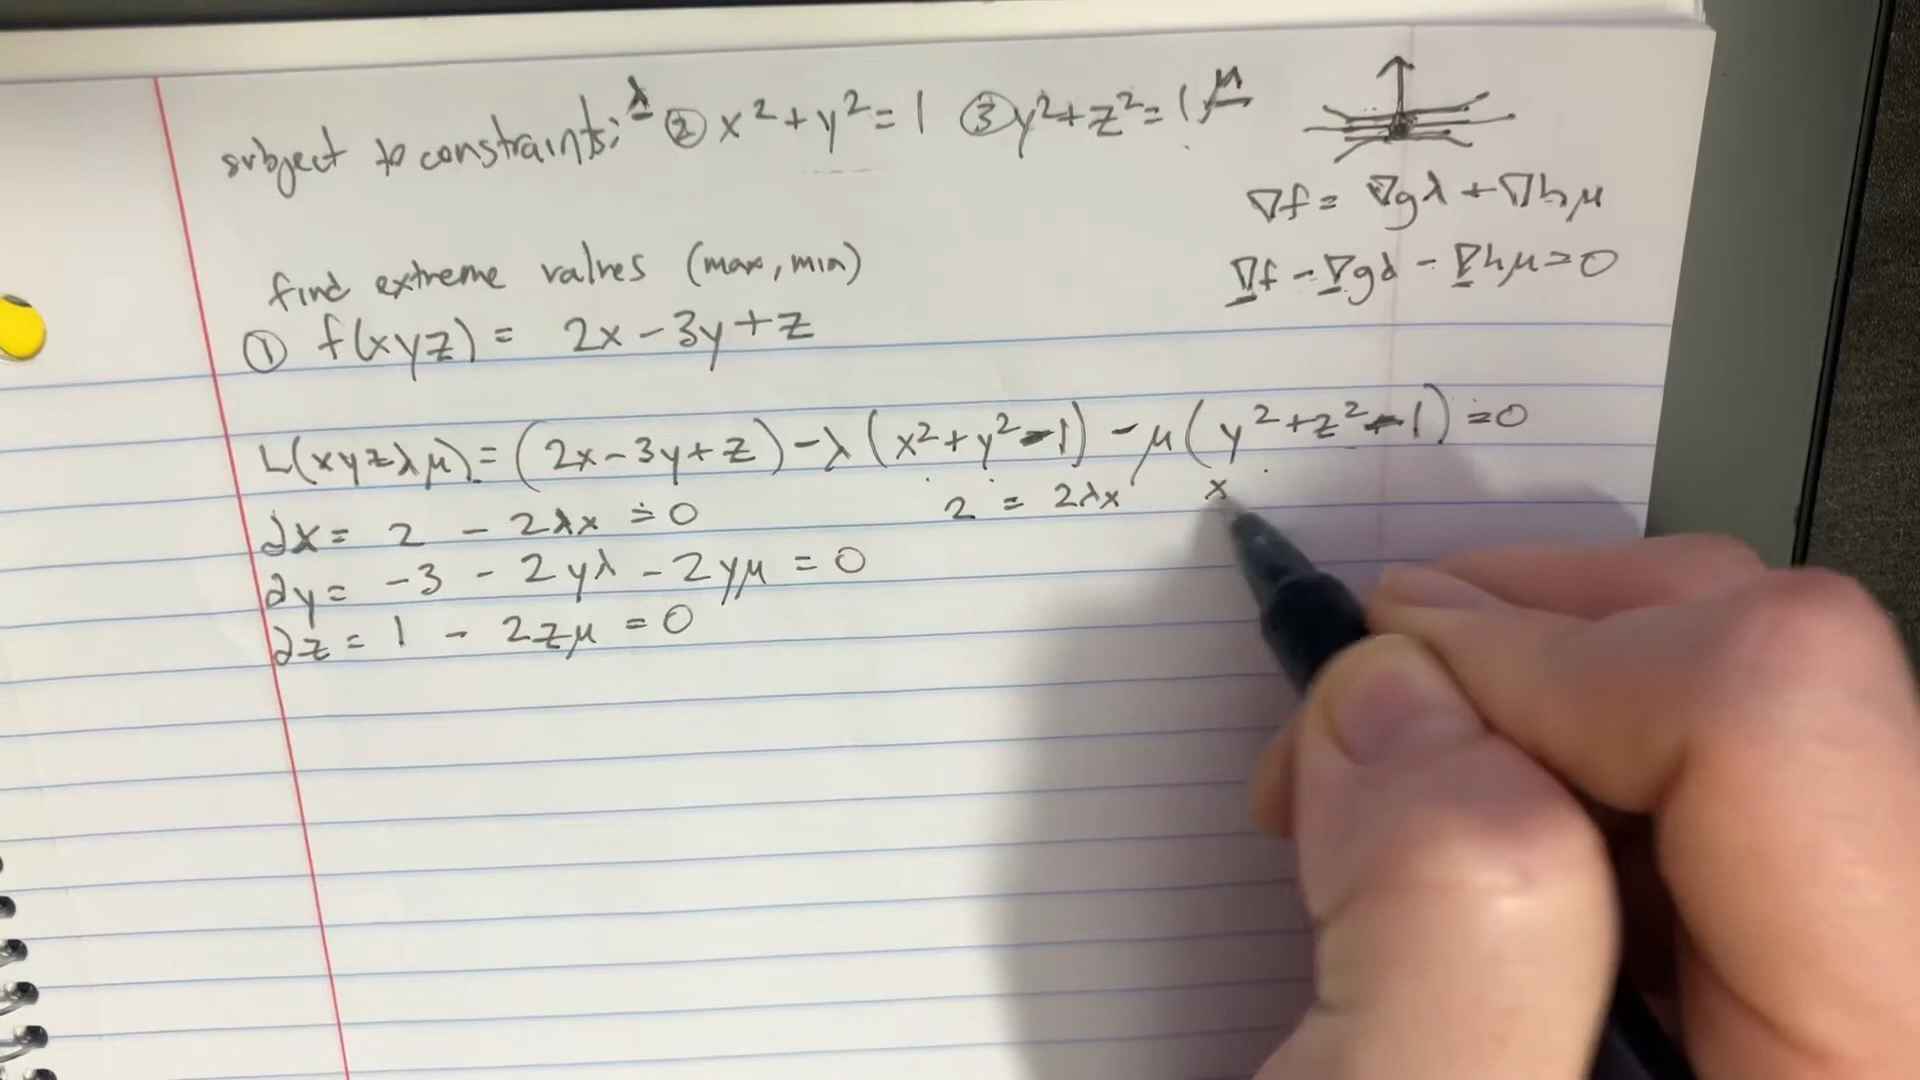 subject to constraints: λ ② x² + y² = 1 ③ y² + z² = 1 μ
∇f = ∇gλ + ∇hμ
∇f - ∇gλ - ∇hμ = 0
find extreme values (max, min)
① f(xyz) = 2x - 3y + z
L(xyzλμ) = (2x - 3y + z) - λ(x² + y² - 1) - μ(y² + z² - 1) = 0
∂x = 2 - 2λx = 0 2 = 2λx x
∂y = -3 - 2yλ - 2yμ = 0
∂z = 1 - 2zμ = 0